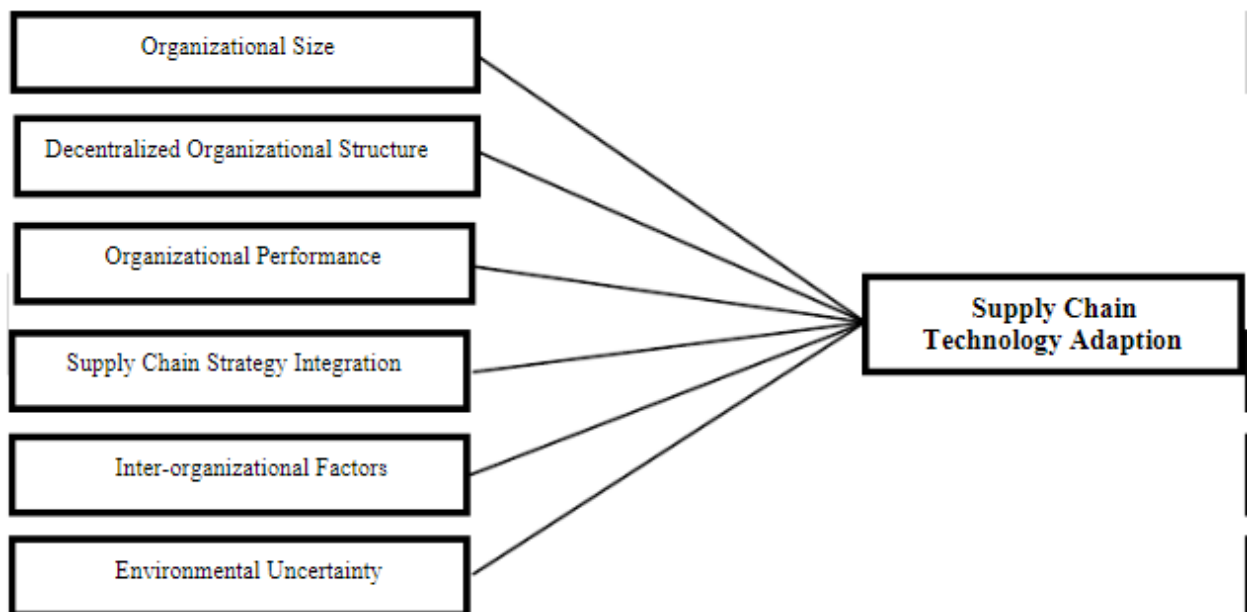 Organizational Size
Decentralized Organizational Structure
Organizational Performance
Supply Chain Strategy Integration
Inter-organizational Factors
Environmental Uncertainty
Supply Chain
Technology Adaption